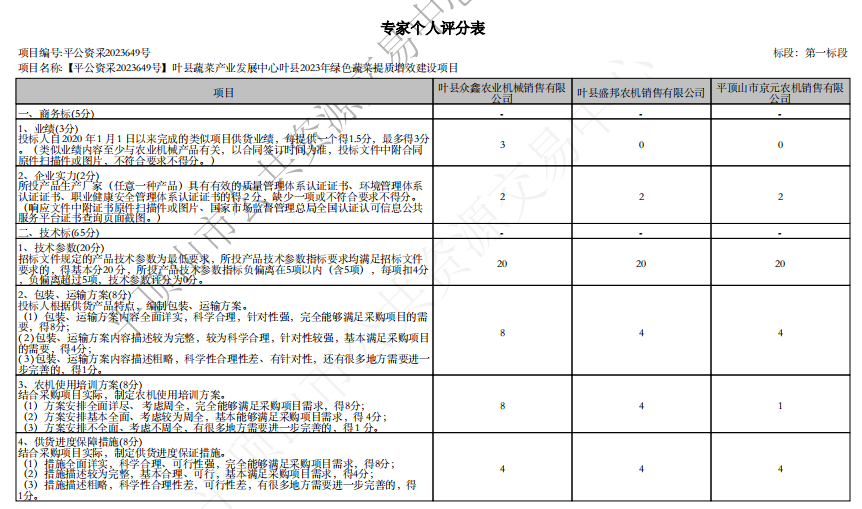 专家个人评分表
项目编号:平公资采2023649号 标段：第一标段
项目名称:【平公资采2023649号】叶县蔬菜产业发展中心叶县2023年绿色蔬菜提质增效建设项目
项目 叶县众鑫农业机械销售有限公司 叶县盛邦农机销售有限公司 平顶山市京元农机销售有限公司
一、商务标(5分) - - -
1、业绩(3分)
投标人自2020 年1 月1 日以来完成的类似项目供货业绩，每提供一个得1.5分，最多得3分
。（类似业绩内容至少与农业机械产品有关，以合同签订时间为准，投标文件中附合同
原件扫描件或图片，不符合要求不得分。）
3 0 0
2、企业实力(2分)
所投产品生产厂家（任意一种产品）具有有效的质量管理体系认证证书、环境管理体系
认证证书、职业健康安全管理体系认证证书的得 2 分，缺少一项或不符合要求不得分。
（响应文件中附证书原件扫描件或图片、国家市场监督管理总局全国认证认可信息公共
服务平台证书查询页面截图。）
2 2 2
二、技术标(65分) - - -
1、技术参数(20分)
招标文件规定的产品技术参数为最低要求，所投产品技术参数指标要求均满足招标文件
要求的，得基本分20 分，所投产品技术参数指标负偏离在5项以内（含5项），每项扣4分
，负偏离超过5项，技术参数评分为0分。
20 20 20
2、包装、运输方案(8分)
投标人根据供货产品特点，编制包装、运输方案。
（1）包装、运输方案内容全面详实，科学合理，针对性强，完全能够满足采购项目的需
要，得8分；
(2)包装、运输方案内容描述较为完整，较为科学合理，针对性较强，基本满足采购项目
的需要，得4分；
(3)包装、运输方案内容描述粗略，科学性合理性差、有针对性，还有很多地方需要进一
步完善的，得1分。
8 4 4
3、农机使用培训方案(8分)
结合采购项目实际，制定农机使用培训方案。
（1）方案安排全面详尽、 考虑周全，完全能够满足采购项目需求，得8分；
（2）方案安排基本全面、考虑较为周全，基本能够满足采购项目需求，得 4分；
（3）方案安排不全面、考虑不周全，有很多地方需要进一步完善的，得1 分。
8 4 1
4、供货进度保障措施(8分)
结合采购项目实际，制定供货进度保证措施。
（1）措施全面详实，科学合理、可行性强，完全能够满足采购项目需求，得8分；
（2）措施描述较为完整，基本合理、可行，基本满足采购项目需求，得4分；
（3）措施描述粗略，科学性合理性差，可行性差，有很多地方需要进一步完善的，得
1分。
4 4 4
平顶山市公共资源交易中心
平顶山市公共资源交易中心